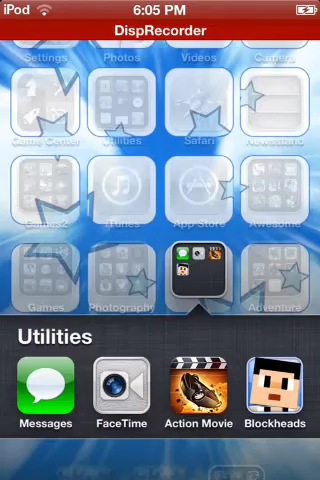 iPod 6:05 PM
DispRecorder
Settings Photos Videos Camera
Game Center Utilities Safari Newsstand
Games2 iTunes App Store Awesome
Games Photography Adventure
Utilities
Messages FaceTime Action Movie Blockheads